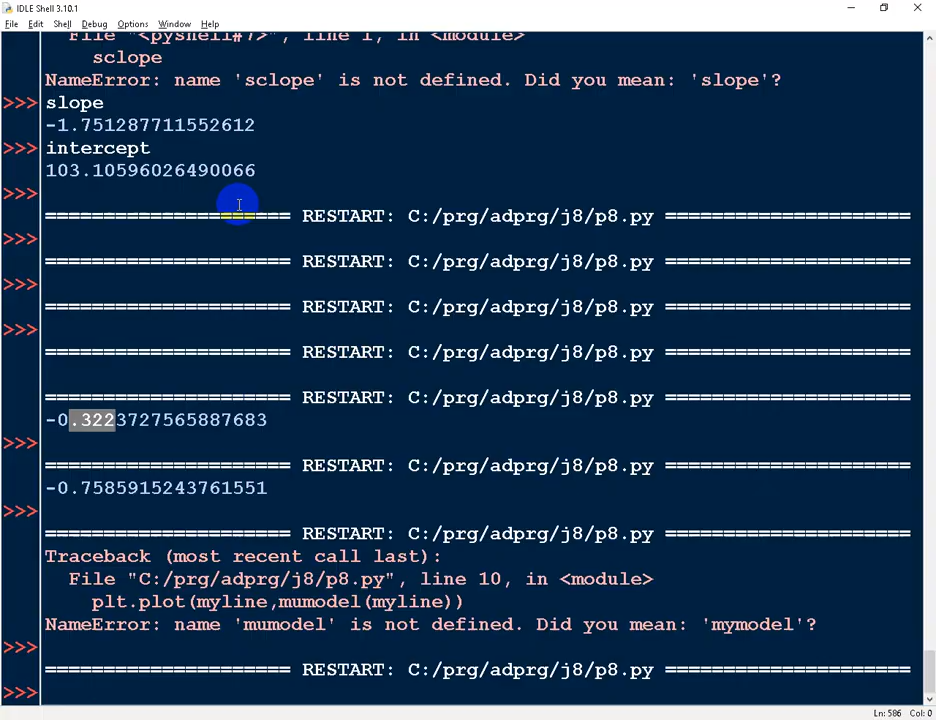 IDLE Shell 3.10.1
File Edit Shell Debug Options Window Help
File "<pyshell#7>", line 1, in <module>
sclope
NameError: name 'sclope' is not defined. Did you mean: 'slope'?
>>> slope
-1.751287711552612
>>> intercept
103.10596026490066
>>>
===================== RESTART: C:/prg/adprg/j8/p8.py =====================
>>>
===================== RESTART: C:/prg/adprg/j8/p8.py =====================
>>>
===================== RESTART: C:/prg/adprg/j8/p8.py =====================
>>>
===================== RESTART: C:/prg/adprg/j8/p8.py =====================
===================== RESTART: C:/prg/adprg/j8/p8.py =====================
-0.3223727565887683
>>>
===================== RESTART: C:/prg/adprg/j8/p8.py =====================
-0.7585915243761551
>>>
===================== RESTART: C:/prg/adprg/j8/p8.py =====================
Traceback (most recent call last):
File "C:/prg/adprg/j8/p8.py", line 10, in <module>
plt.plot(myline,mumodel(myline))
NameError: name 'mumodel' is not defined. Did you mean: 'mymodel'?
>>>
===================== RESTART: C:/prg/adprg/j8/p8.py =====================
>>>
Ln: 586 Col: 0